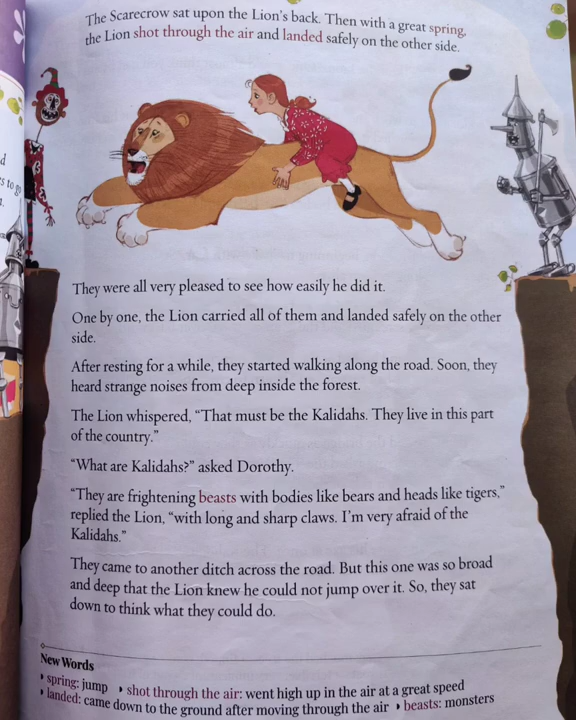 The Scarecrow sat upon the Lion's back. Then with a great spring,
the Lion shot through the air and landed safely on the other side.
They were all very pleased to see how easily he did it.
One by one, the Lion carried all of them and landed safely on the other
side.
After resting for a while, they started walking along the road. Soon, they
heard strange noises from deep inside the forest.
The Lion whispered, “That must be the Kalidahs. They live in this part
of the country.”
“What are Kalidahs?” asked Dorothy.
“They are frightening beasts with bodies like bears and heads like tigers,”
replied the Lion, “with long and sharp claws. I'm very afraid of the
Kalidahs.”
They came to another ditch across the road. But this one was so broad
and deep that the Lion knew he could not jump over it. So, they sat
down to think what they could do.
New Words
spring: jump shot through the air: went high up in the air at a great speed
landed: came down to the ground after moving through the air beasts: monsters